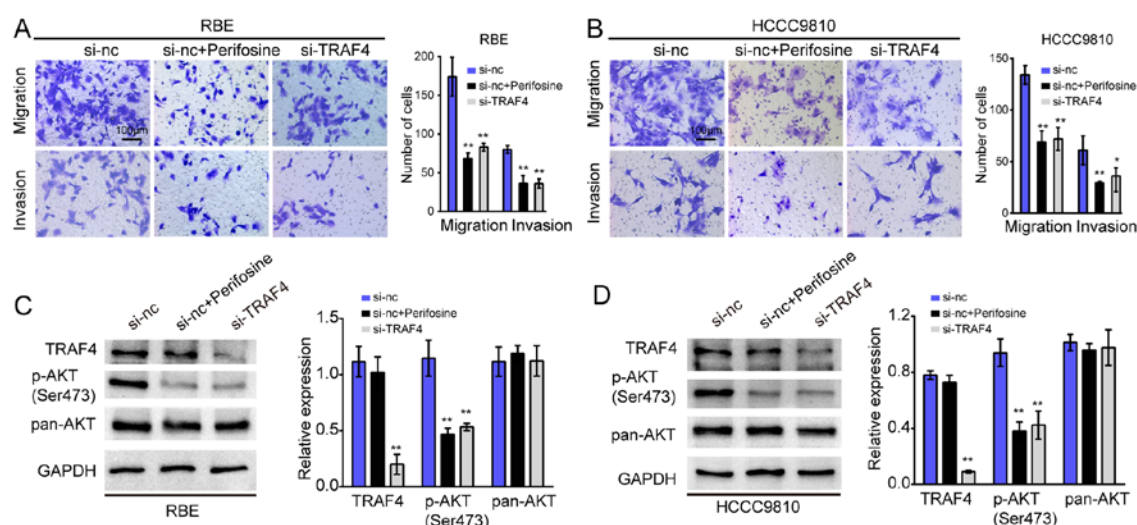 A
RBE
si-nc si-nc+Perifosine si-TRAF4
Migration
100μm
Invasion
RBE
Number of cells
200
150
100
50
0
si-nc
si-nc+Perifosine
si-TRAF4
** ** ** **
Migration Invasion
B
HCCC9810
si-nc si-nc+Perifosine si-TRAF4
Migration
100μm
Invasion
HCCC9810
Number of cells
150
100
50
0
si-nc
si-nc+Perifosine
si-TRAF4
** ** ** *
Migration Invasion
C
si-nc si-nc+Perifosine si-TRAF4
TRAF4
p-AKT
(Ser473)
pan-AKT
GAPDH
RBE
Relative expression
1.5
1.0
0.5
0.0
si-nc
si-nc+Perifosine
si-TRAF4
** ** **
TRAF4 p-AKT pan-AKT
(Ser473)
D
si-nc si-nc+Perifosine si-TRAF4
TRAF4
p-AKT
(Ser473)
pan-AKT
GAPDH
HCCC9810
Relative expression
1.2
0.8
0.4
0.0
si-nc
si-nc+Perifosine
si-TRAF4
** ** **
TRAF4 p-AKT pan-AKT
(Ser473)